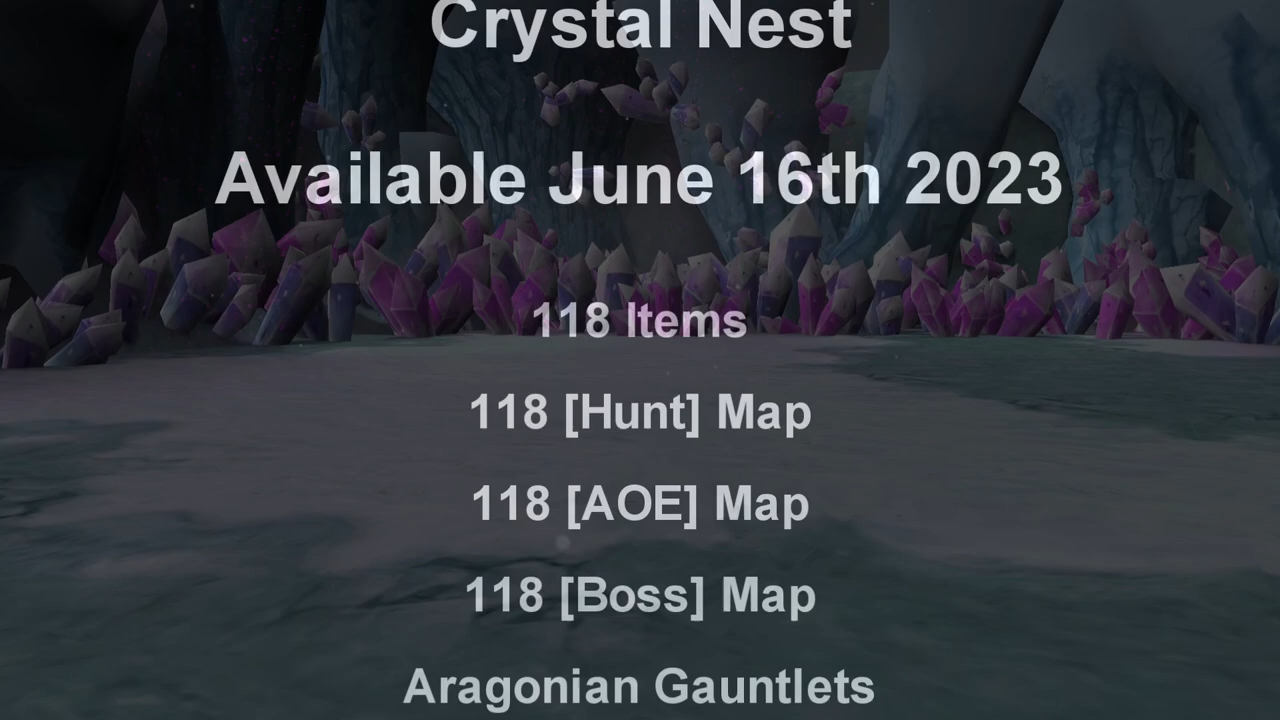 Crystal Nest
Available June 16th 2023
118 Items
118 [Hunt] Map
118 [AOE] Map
118 [Boss] Map
Aragonian Gauntlets